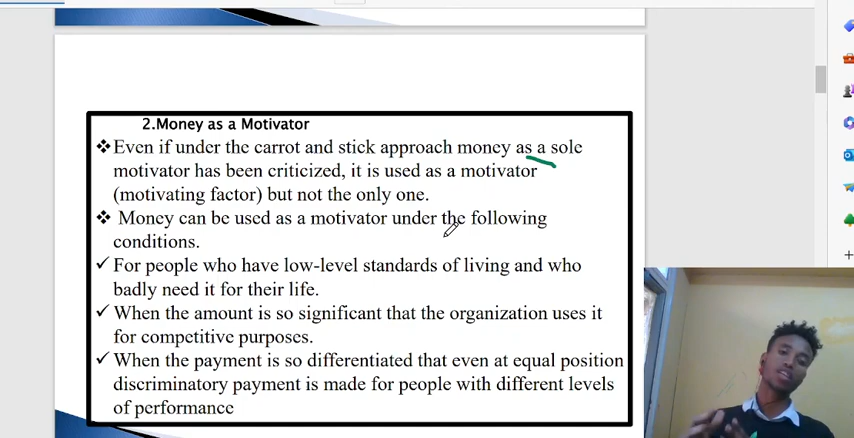 2.Money as a Motivator
❖Even if under the carrot and stick approach money as a sole
motivator has been criticized, it is used as a motivator
(motivating factor) but not the only one.
❖ Money can be used as a motivator under the following
conditions.
✓For people who have low-level standards of living and who
badly need it for their life.
✓When the amount is so significant that the organization uses it
for competitive purposes.
✓When the payment is so differentiated that even at equal position
discriminatory payment is made for people with different levels
of performance